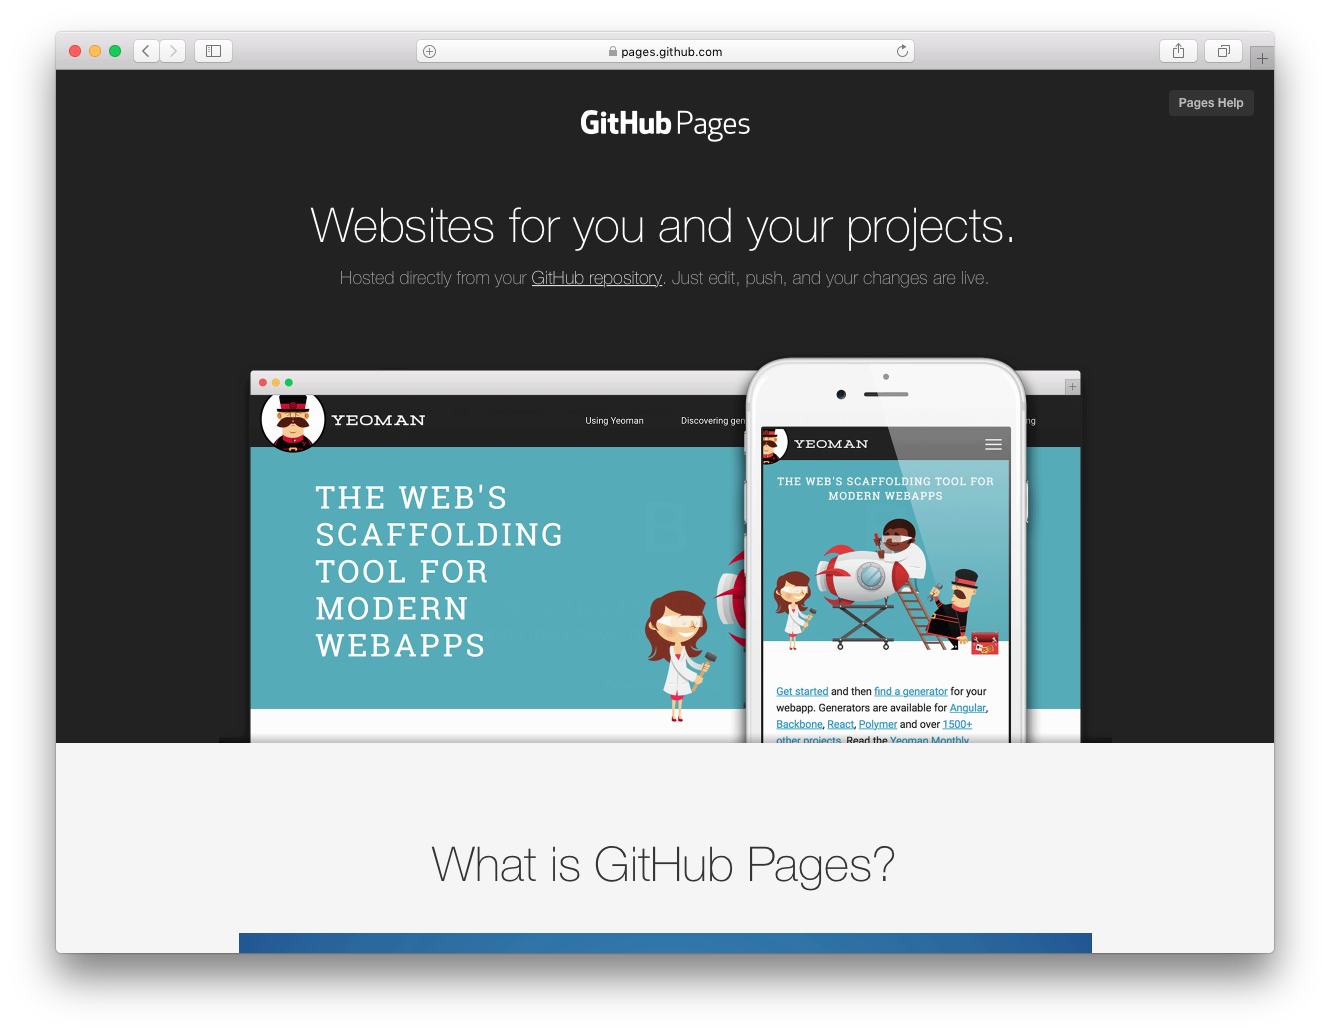 pages.github.com
Pages Help
GitHub Pages
Websites for you and your projects.
Hosted directly from your GitHub repository. Just edit, push, and your changes are live.
YEOMAN
Using Yeoman
Discovering gen
ng
THE WEB'S
SCAFFOLDING
TOOL FOR
MODERN
WEBAPPS
YEOMAN
THE WEB'S SCAFFOLDING TOOL FOR
MODERN WEBAPPS
Get started and then find a generator for your
webapp. Generators are available for Angular,
Backbone, React, Polymer and over 1500+
other projects. Read the Yeoman Monthly
What is GitHub Pages?